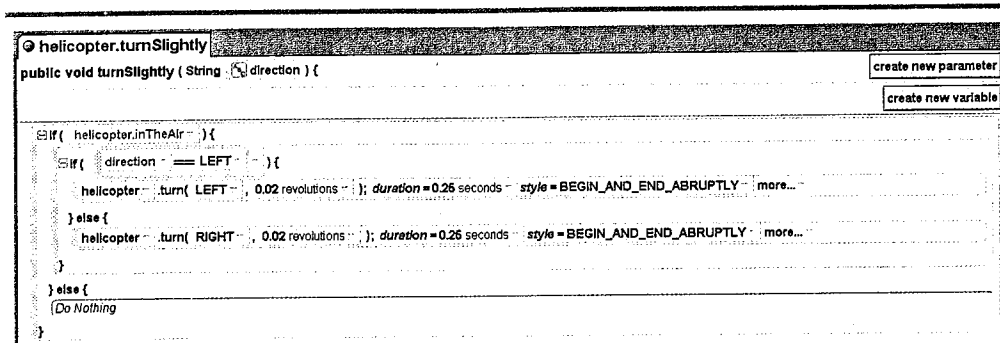 helicopter.turnSlightly
public void turnSlightly ( String direction ) {
create new parameter
create new variable
If( helicopter.inTheAir ) {
If( direction == LEFT ) {
helicopter .turn( LEFT , 0.02 revolutions ); duration = 0.25 seconds style = BEGIN_AND_END_ABRUPTLY more...
} else {
helicopter .turn( RIGHT , 0.02 revolutions ); duration = 0.25 seconds style = BEGIN_AND_END_ABRUPTLY more...
}
} else {
Do Nothing
}